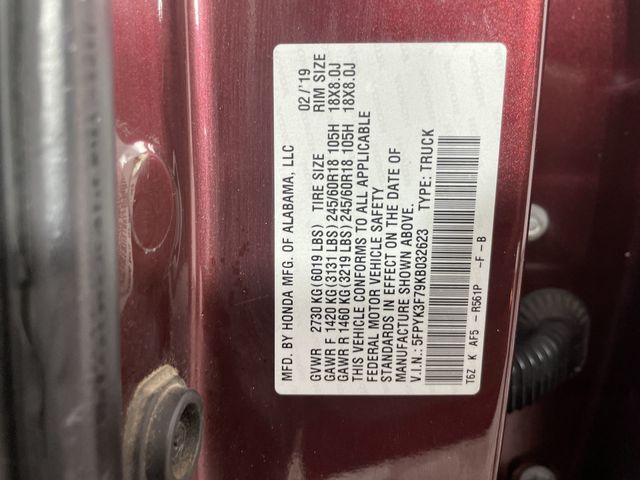 MFD. BY HONDA MFG. OF ALABAMA, LLC 02/'19
GVWR 2730 KG(6019 LBS) TIRE SIZE RIM SIZE
GAWR F 1420 KG(3131 LBS) 245/60R18 105H 18X8.0J
GAWR R 1460 KG(3219 LBS) 245/60R18 105H 18X8.0J
THIS VEHICLE CONFORMS TO ALL APPLICABLE
FEDERAL MOTOR VEHICLE SAFETY
STANDARDS IN EFFECT ON THE DATE OF
MANUFACTURE SHOWN ABOVE.
V.I.N.: 5FPYK3F79KB032623 TYPE: TRUCK
T6Z K AF5 - R561P -F -B